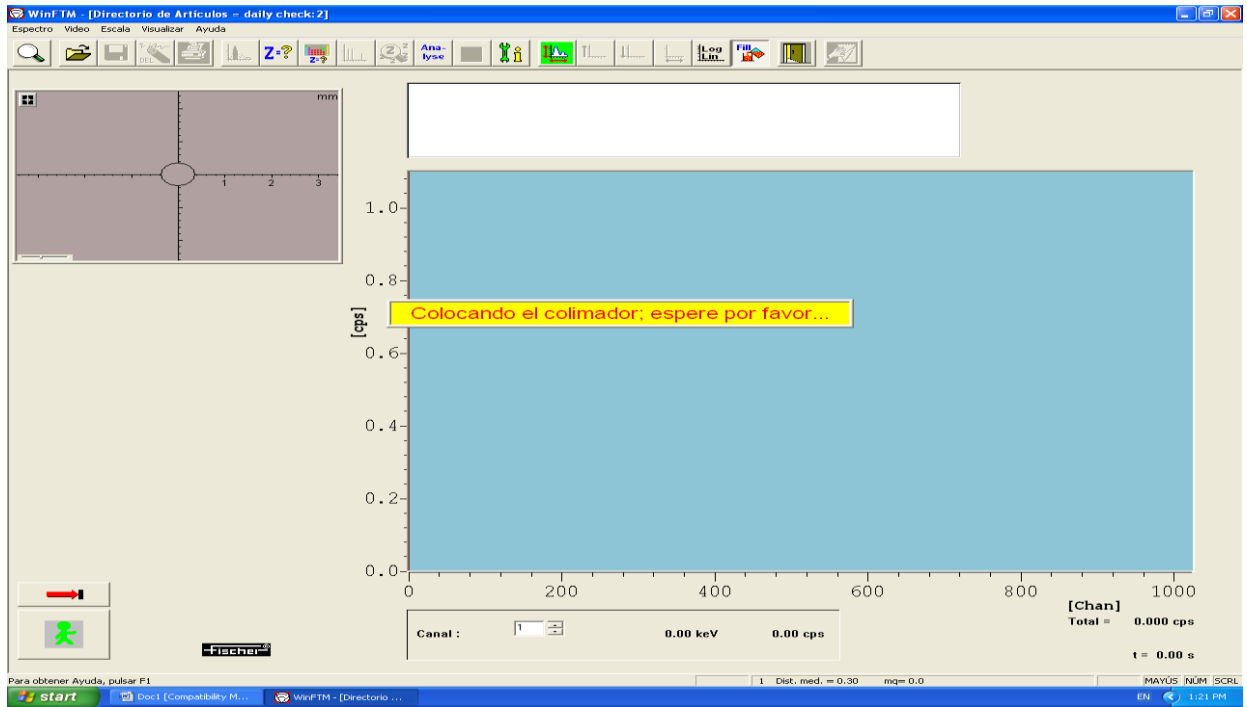 WinFTM - [Directorio de Artículos - daily check:2]
Espectro Video Escala Visualizar Ayuda
DEL Z=? Z=? Z Ana-lyse Log Lin Fill
mm
1 2 3
1.0
0.8
Colocando el colimador; espere por favor...
[cps]
0.6
0.4
0.2
0.0
0 200 400 600 800 1000
[Chan]
Total = 0.000 cps
Canal : 1 0.00 keV 0.00 cps
t = 0.00 s
Fischer®
Para obtener Ayuda, pulsar F1 1 Dist. med. = 0.30 mq= 0.0 MAYÚS NÚM SCRL
start Doc1 [Compatibility M... WinFTM - [Directorio ... EN 1:21 PM